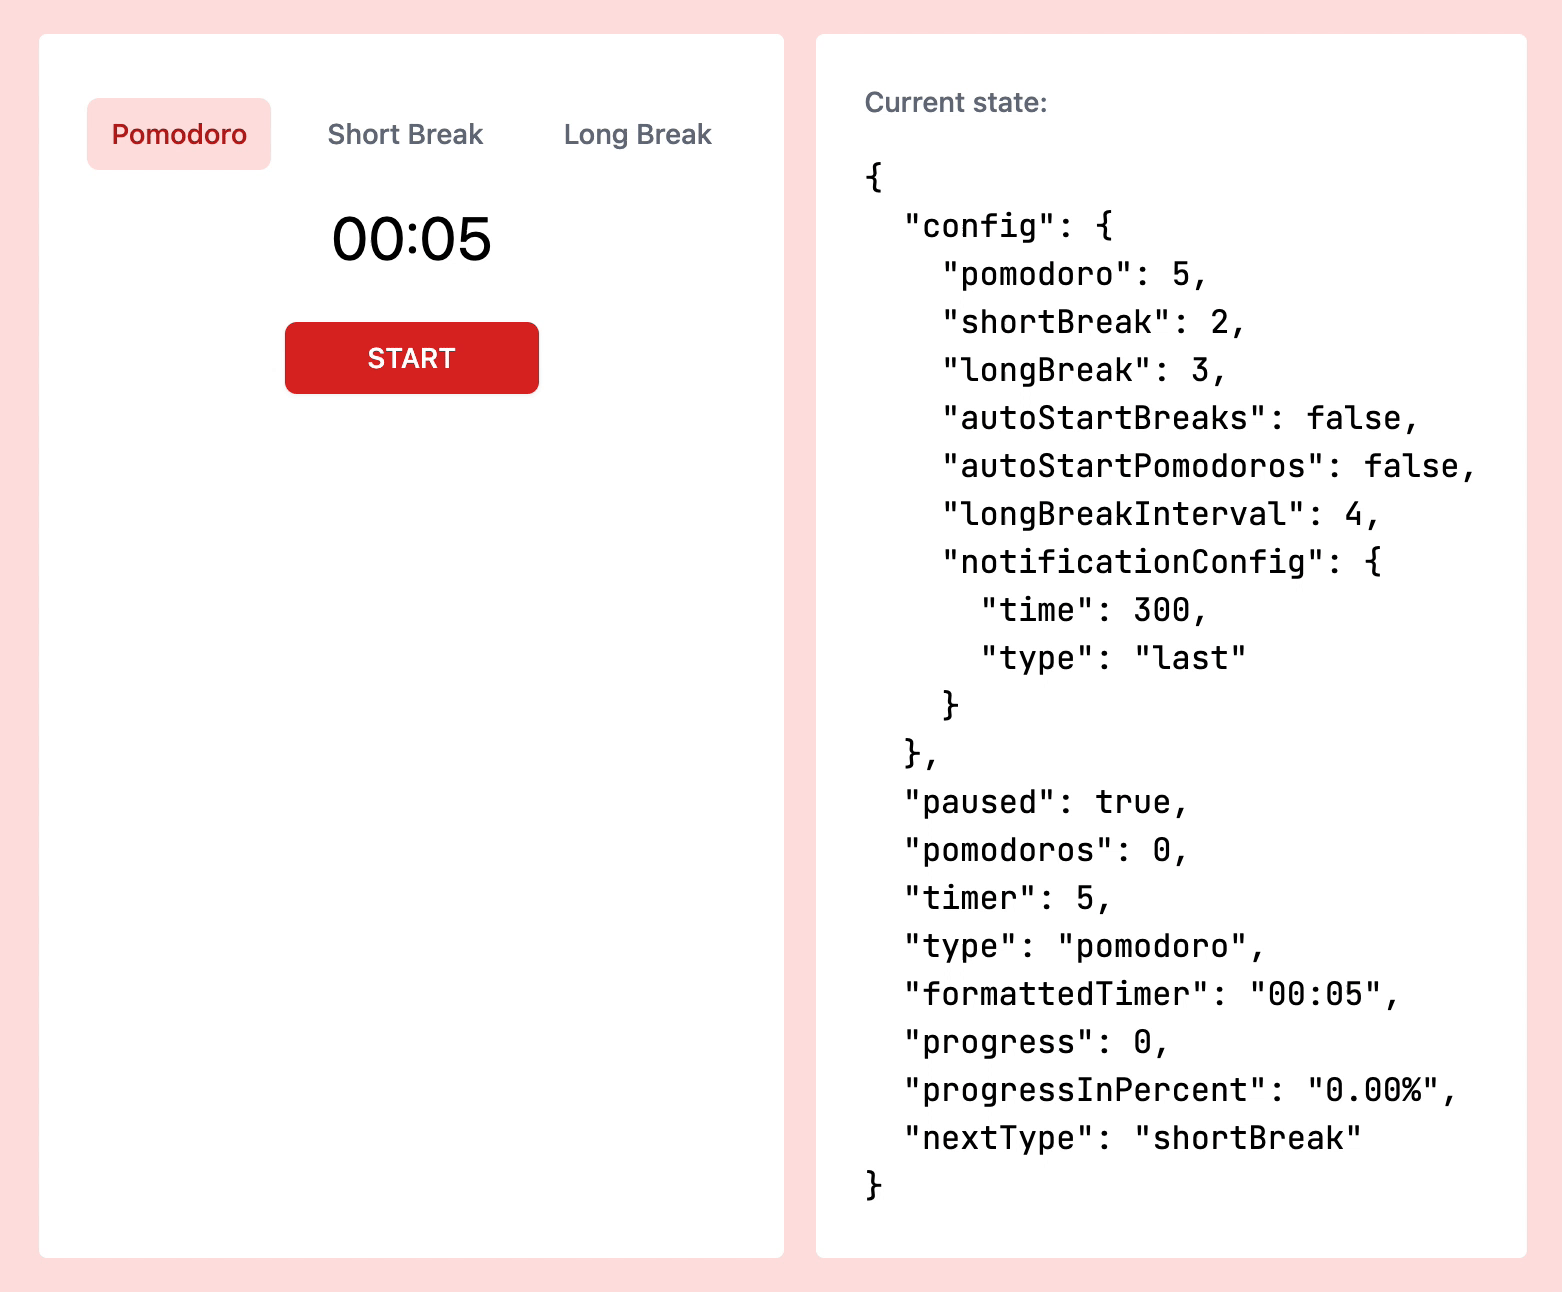 Pomodoro Short Break Long Break
00:05
START
Current state:
{
  "config": {
    "pomodoro": 5,
    "shortBreak": 2,
    "longBreak": 3,
    "autoStartBreaks": false,
    "autoStartPomodoros": false,
    "longBreakInterval": 4,
    "notificationConfig": {
      "time": 300,
      "type": "last"
    }
  },
  "paused": true,
  "pomodoros": 0,
  "timer": 5,
  "type": "pomodoro",
  "formattedTimer": "00:05",
  "progress": 0,
  "progressInPercent": "0.00%",
  "nextType": "shortBreak"
}